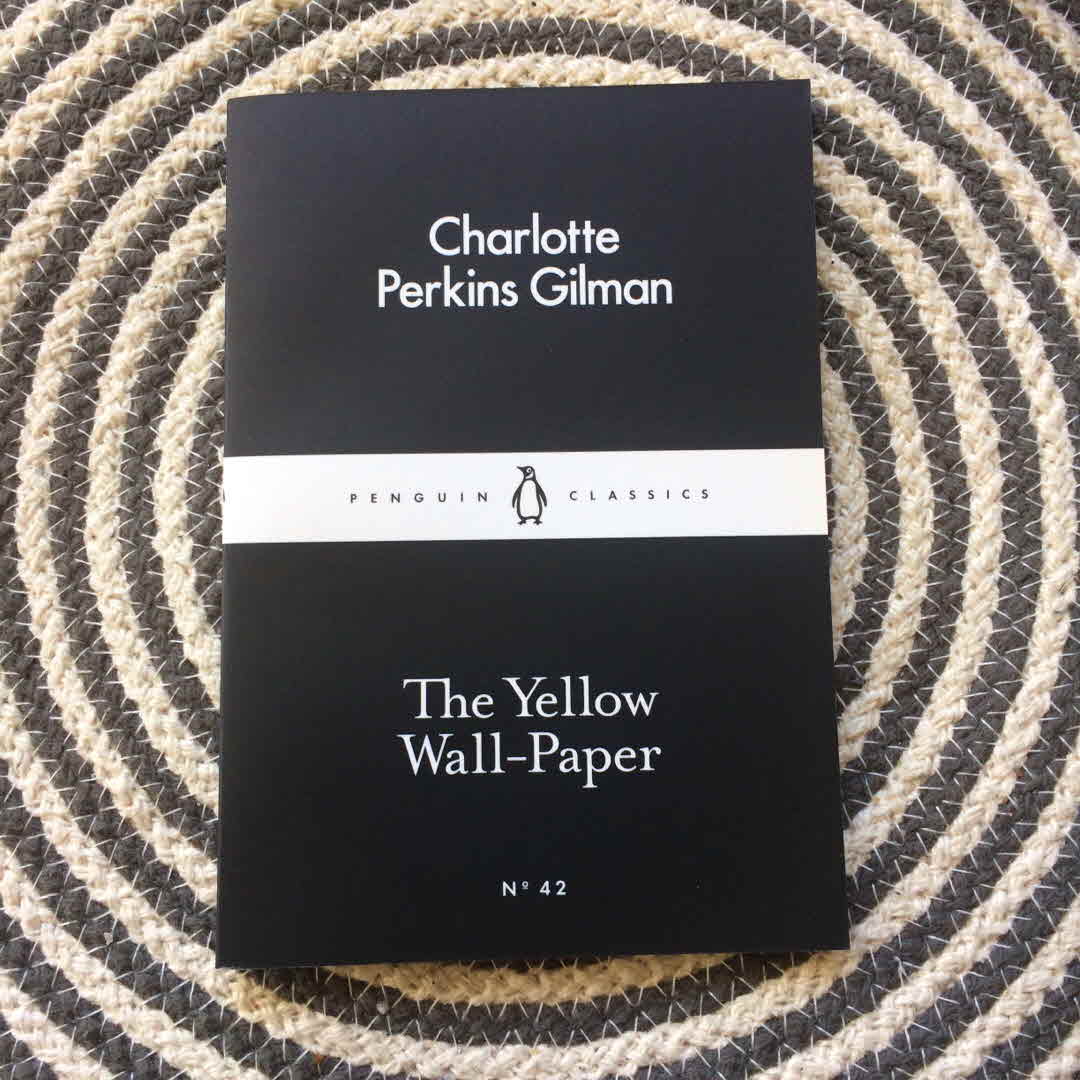 Charlotte
Perkins Gilman
PENGUIN CLASSICS
The Yellow
Wall-Paper
Nº 42